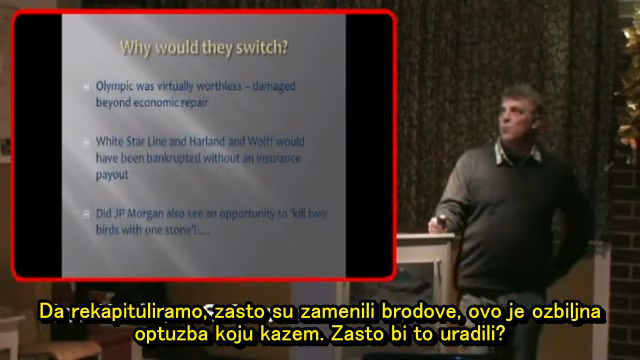 Why would they switch?
Olympic was virtually worthless – damaged
beyond economic repair
White Star Line and Harland and Wolff would
have been bankrupted without an insurance
payout
Did JP Morgan also see an opportunity to 'kill two
birds with one stone'!.....
Da rekapituliramo, zasto su zamenili brodove, ovo je ozbiljna
optuzba koju kazem. Zasto bi to uradili?